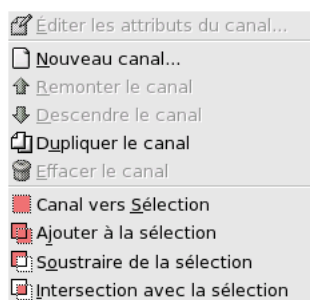 Éditer les attributs du canal...
Nouveau canal...
Remonter le canal
Descendre le canal
Dupliquer le canal
Effacer le canal
Canal vers Sélection
Ajouter à la sélection
Soustraire de la sélection
Intersection avec la sélection